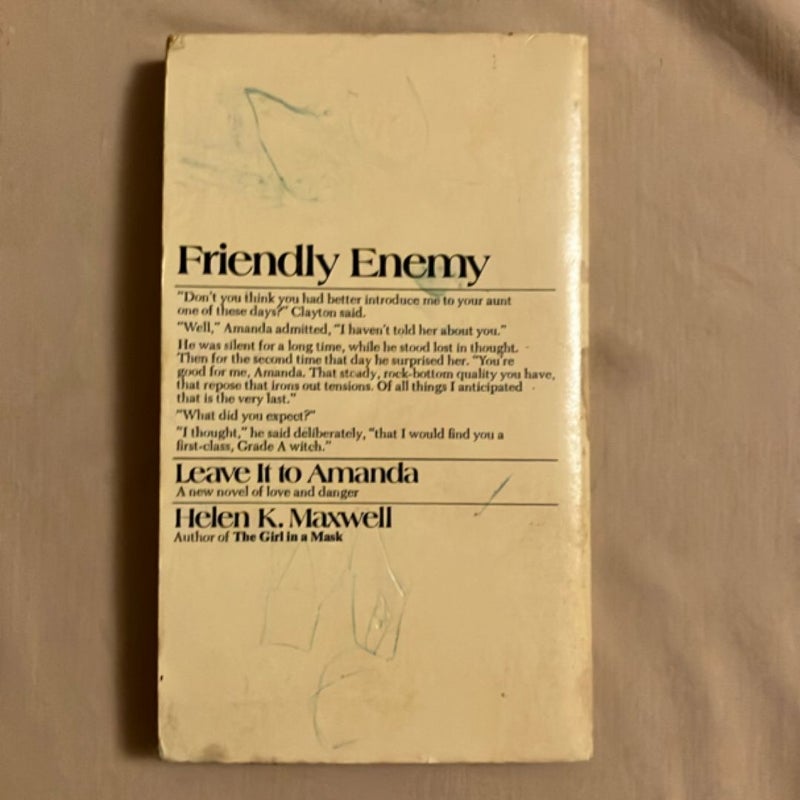 Friendly Enemy
"Don't you think you had better introduce me to your aunt
one of these days?" Clayton said.
"Well," Amanda admitted, "I haven't told her about you."
He was silent for a long time, while he stood lost in thought.
Then for the second time that day he surprised her. "You're
good for me, Amanda. That steady, rock-bottom quality you have,
that repose that irons out tensions. Of all things I anticipated
that is the very last."
"What did you expect?"
"I thought," he said deliberately, "that I would find you a
first-class, Grade A witch."
Leave It to Amanda
A new novel of love and danger
Helen K. Maxwell
Author of The Girl in a Mask